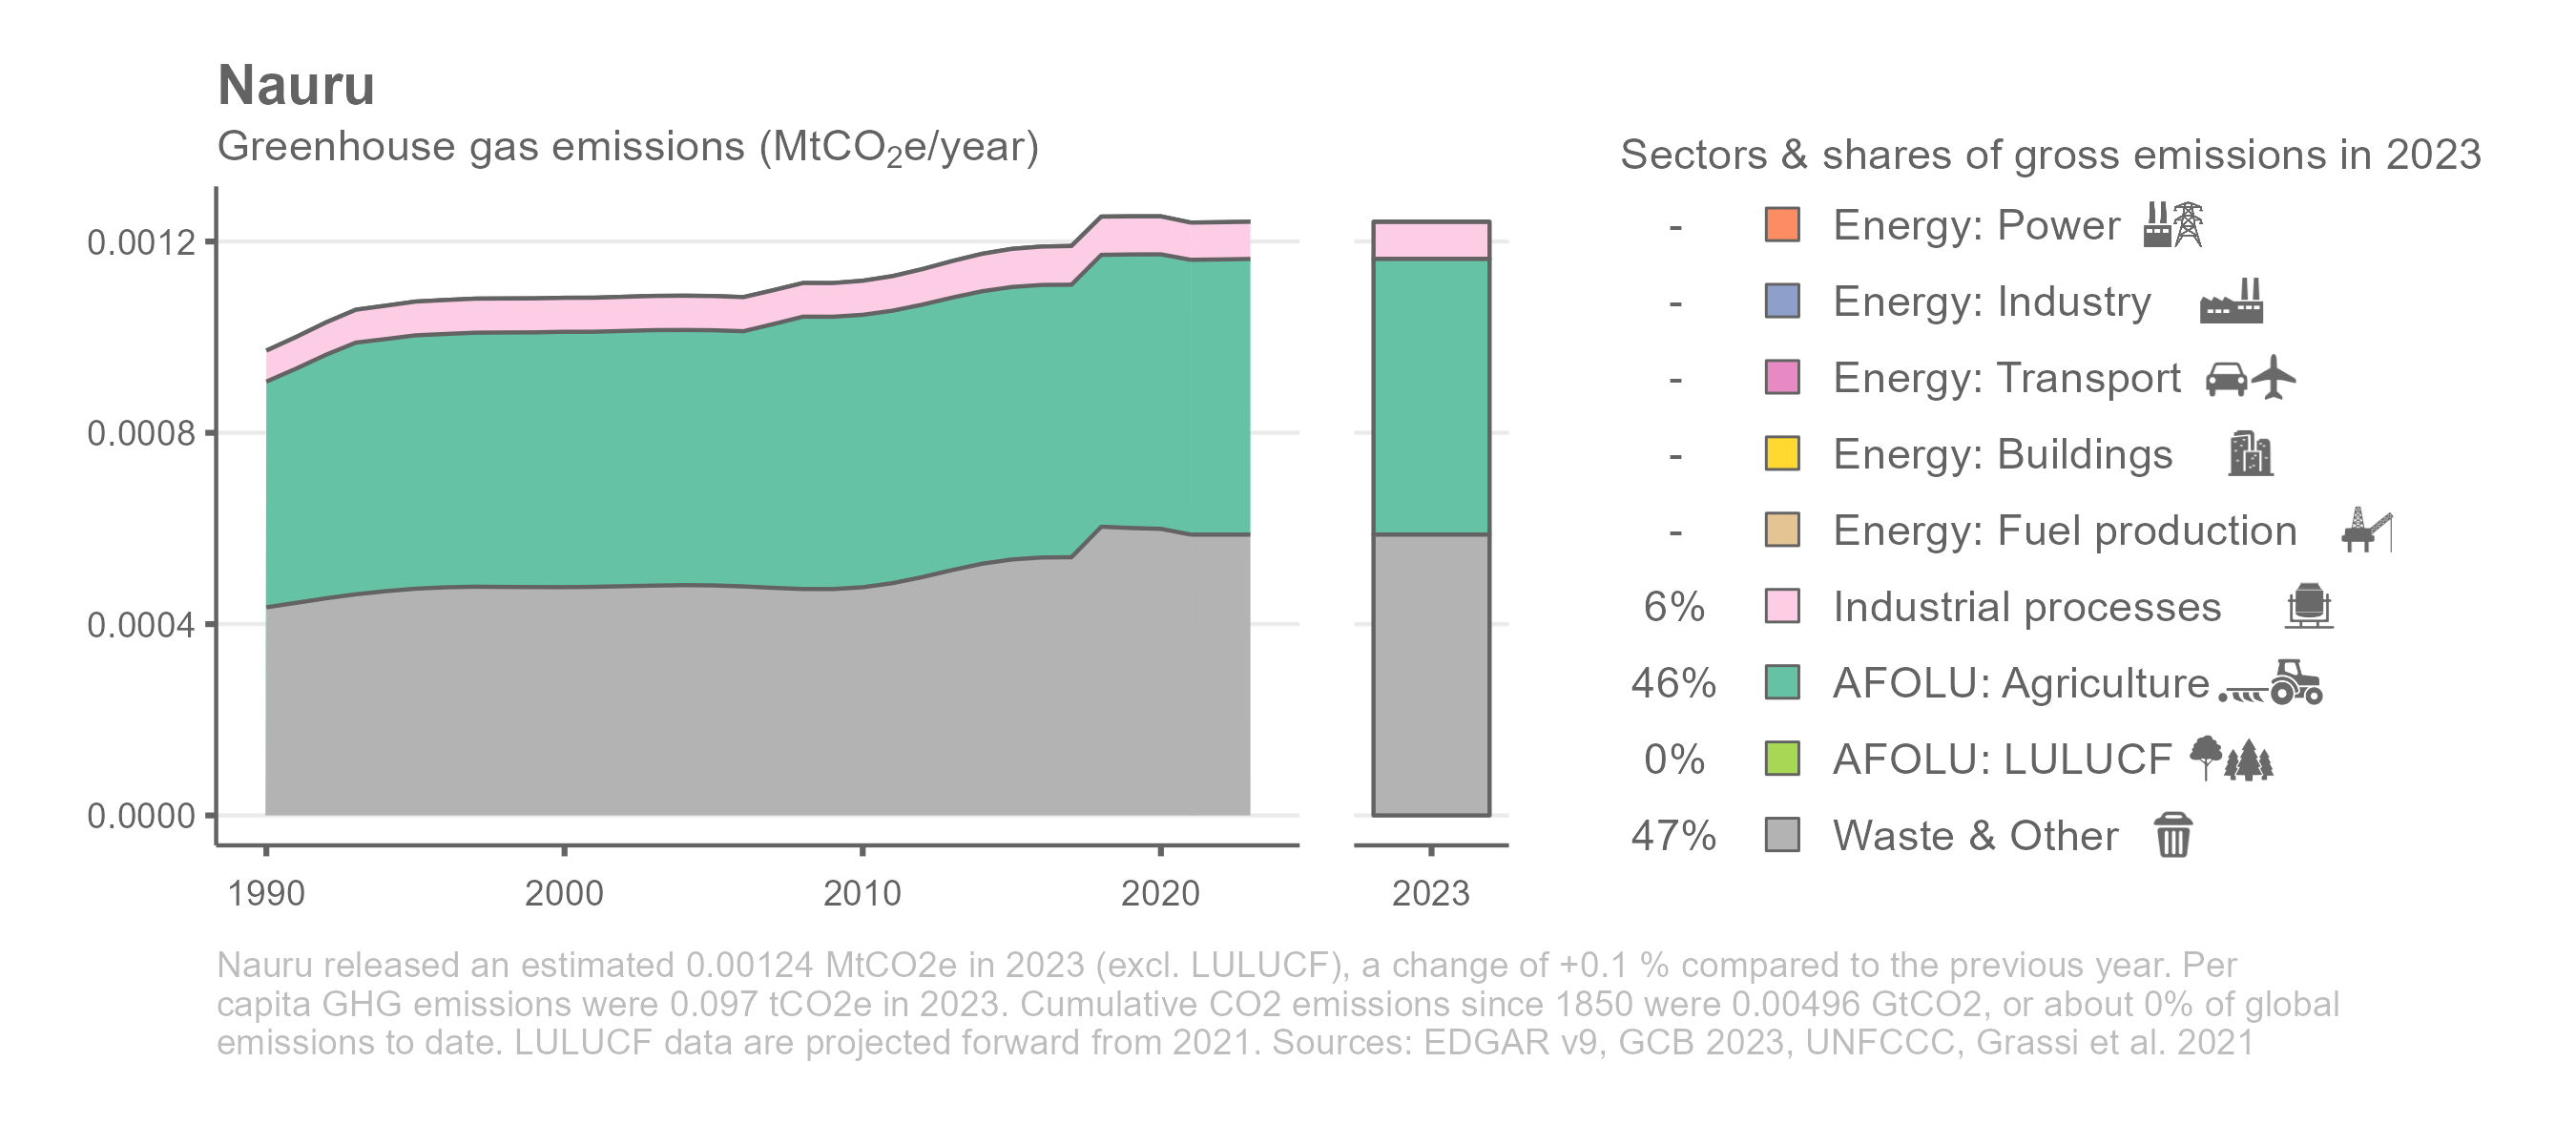 Nauru
Greenhouse gas emissions (MtCO₂e/year)
0.0012
0.0008
0.0004
0.0000
1990 2000 2010 2020 2023
Sectors & shares of gross emissions in 2023
- Energy: Power
- Energy: Industry
- Energy: Transport
- Energy: Buildings
- Energy: Fuel production
6% Industrial processes
46% AFOLU: Agriculture
0% AFOLU: LULUCF
47% Waste & Other
Nauru released an estimated 0.00124 MtCO2e in 2023 (excl. LULUCF), a change of +0.1 % compared to the previous year. Per
capita GHG emissions were 0.097 tCO2e in 2023. Cumulative CO2 emissions since 1850 were 0.00496 GtCO2, or about 0% of global
emissions to date. LULUCF data are projected forward from 2021. Sources: EDGAR v9, GCB 2023, UNFCCC, Grassi et al. 2021